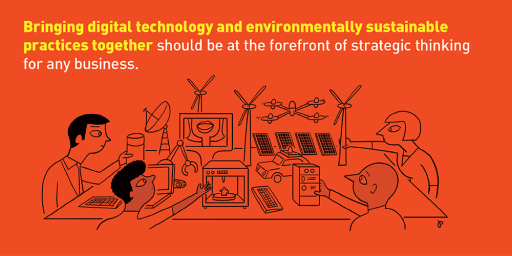 Bringing digital technology and environmentally sustainable
practices together should be at the forefront of strategic thinking
for any business.